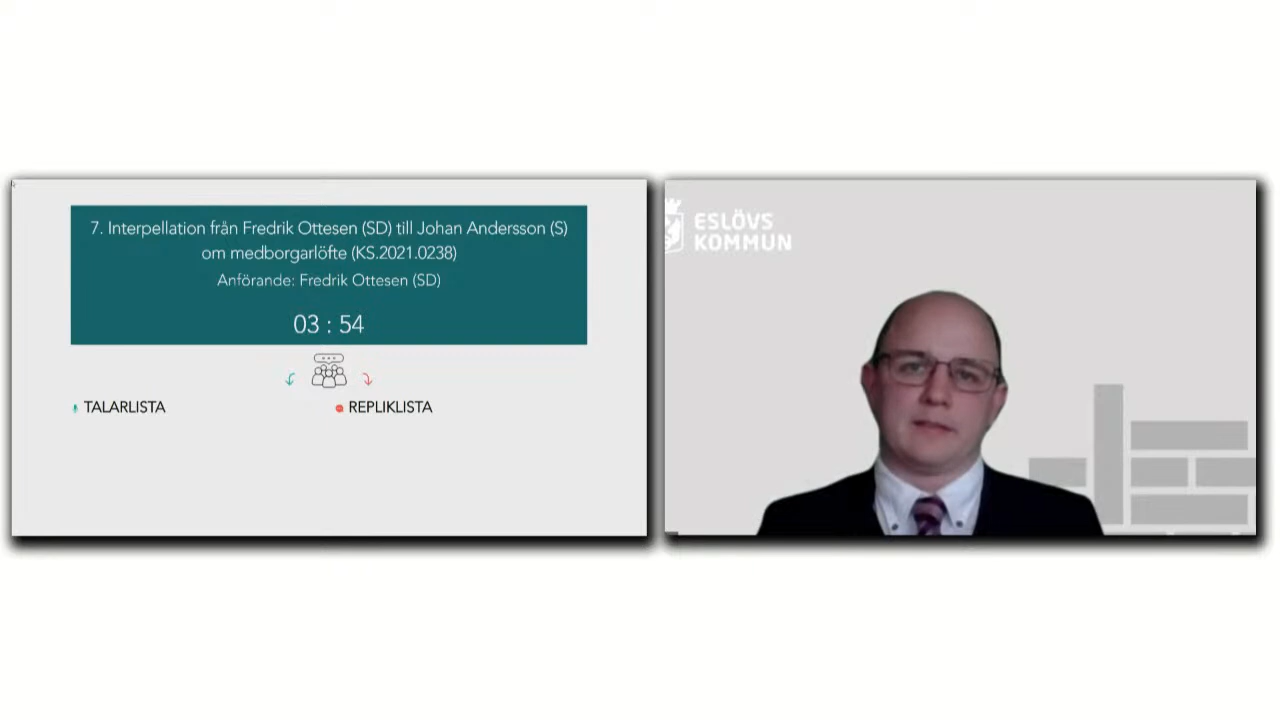 7. Interpellation från Fredrik Ottesen (SD) till Johan Andersson (S)
om medborgarlöfte (KS.2021.0238)
Anförande: Fredrik Ottesen (SD)
03 : 54
TALARLISTA
REPLIKLISTA
ESLÖVS
KOMMUN